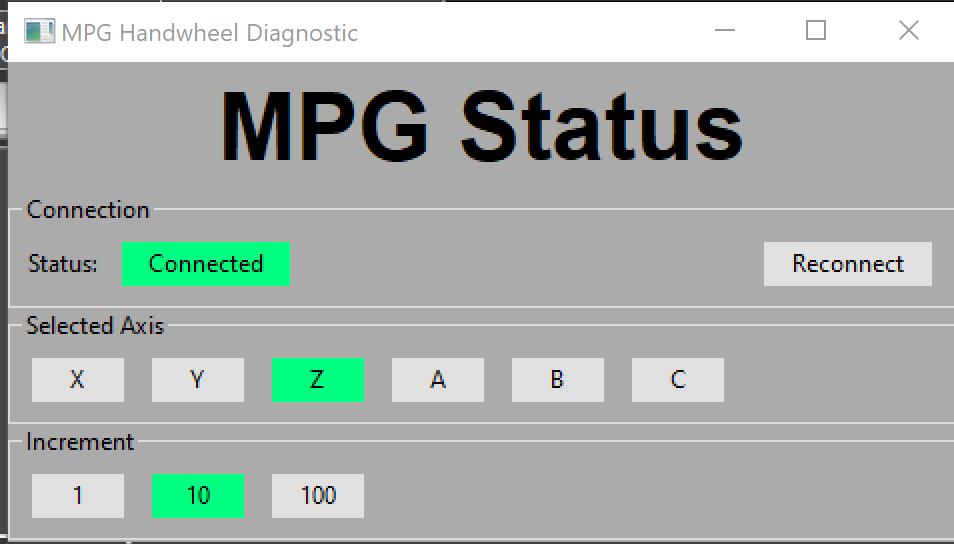 MPG Handwheel Diagnostic
MPG Status
Connection
Status: Connected Reconnect
Selected Axis
X Y Z A B C
Increment
1 10 100